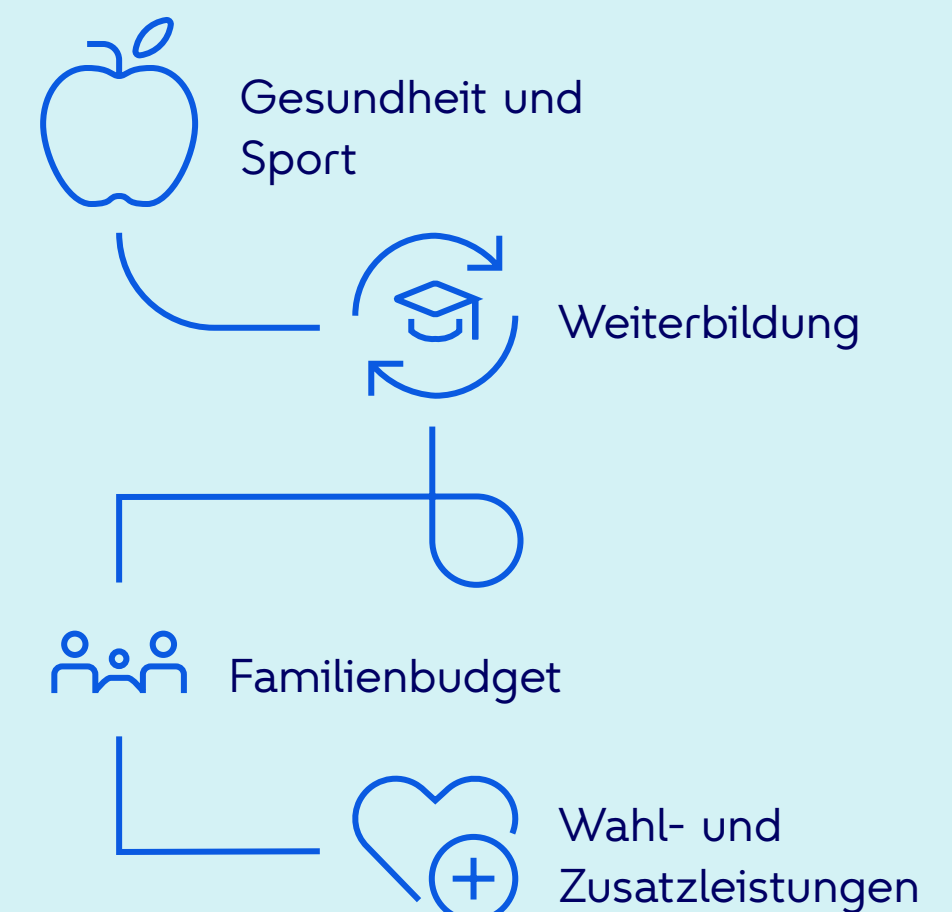 Gesundheit und
Sport
Weiterbildung
Familienbudget
Wahl- und
Zusatzleistungen